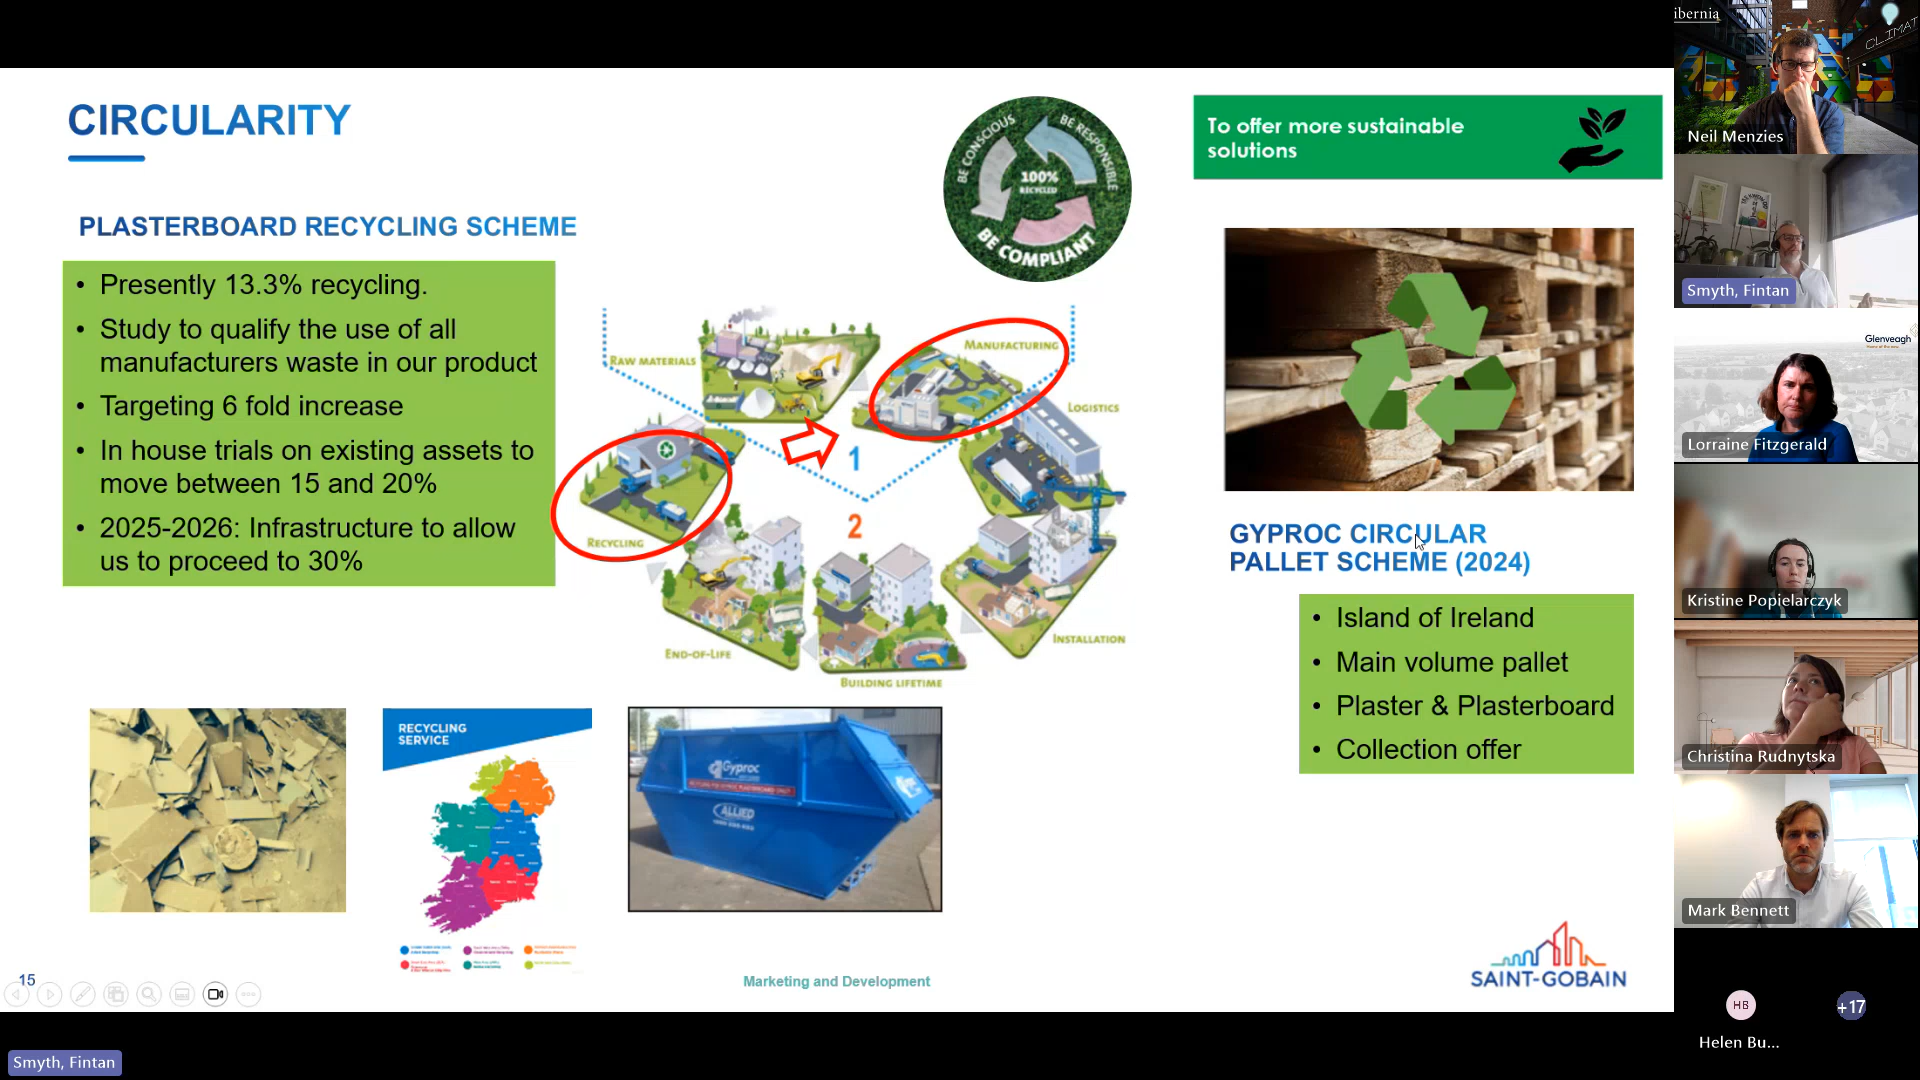 CIRCULARITY
PLASTERBOARD RECYCLING SCHEME
• Presently 13.3% recycling.
• Study to qualify the use of all
manufacturers waste in our product
• Targeting 6 fold increase
• In house trials on existing assets to
move between 15 and 20%
• 2025-2026: Infrastructure to allow
us to proceed to 30%
BE CONSCIOUS
BE RESPONSIBLE
100%
RECYCLED
BE COMPLIANT
RAW MATERIALS
MANUFACTURING
LOGISTICS
1
2
RECYCLING
END-OF-LIFE
BUILDING LIFETIME
INSTALLATION
To offer more sustainable
solutions
GYPROC CIRCULAR
PALLET SCHEME (2024)
• Island of Ireland
• Main volume pallet
• Plaster & Plasterboard
• Collection offer
RECYCLING
SERVICE
Gyproc
ALLIED
15
Marketing and Development
SAINT-GOBAIN
Smyth, Fintan
ibernia
CLIMAT
Neil Menzies
Smyth, Fintan
Glenveagh
Lorraine Fitzgerald
Kristine Popielarczyk
Christina Rudnytska
Mark Bennett
HB
+17
Helen Bu...